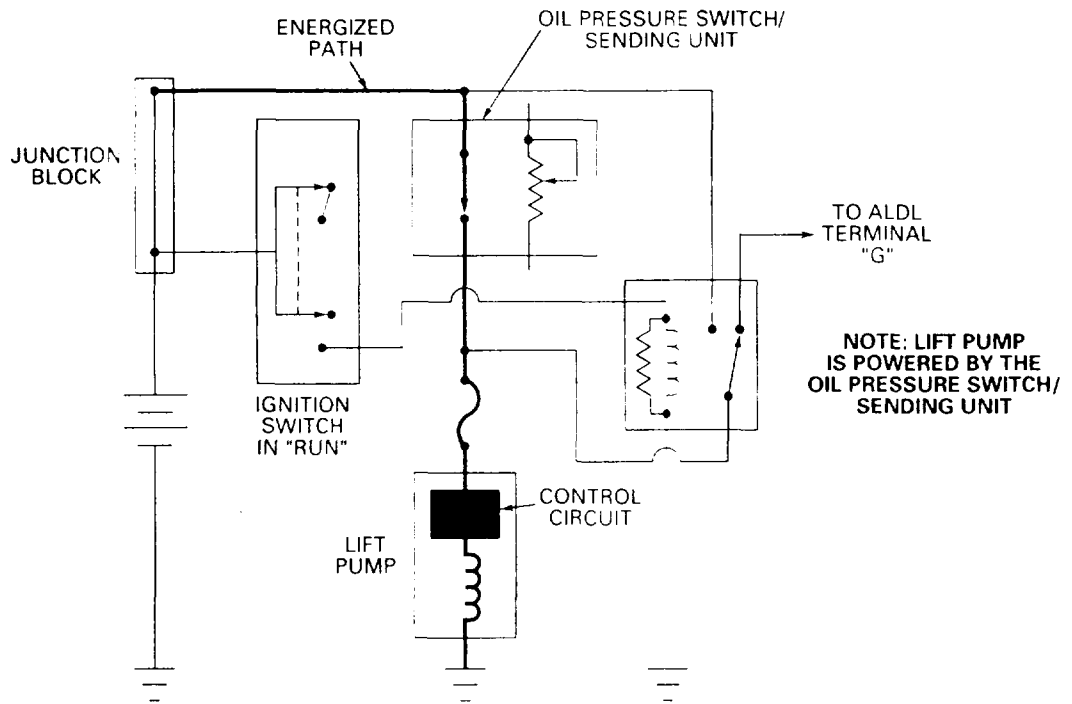 ENERGIZED
PATH
OIL PRESSURE SWITCH/
SENDING UNIT
JUNCTION
BLOCK
TO ALDL
TERMINAL
"G"
NOTE: LIFT PUMP
IS POWERED BY THE
OIL PRESSURE SWITCH/
SENDING UNIT
IGNITION
SWITCH
IN "RUN"
CONTROL
CIRCUIT
LIFT
PUMP